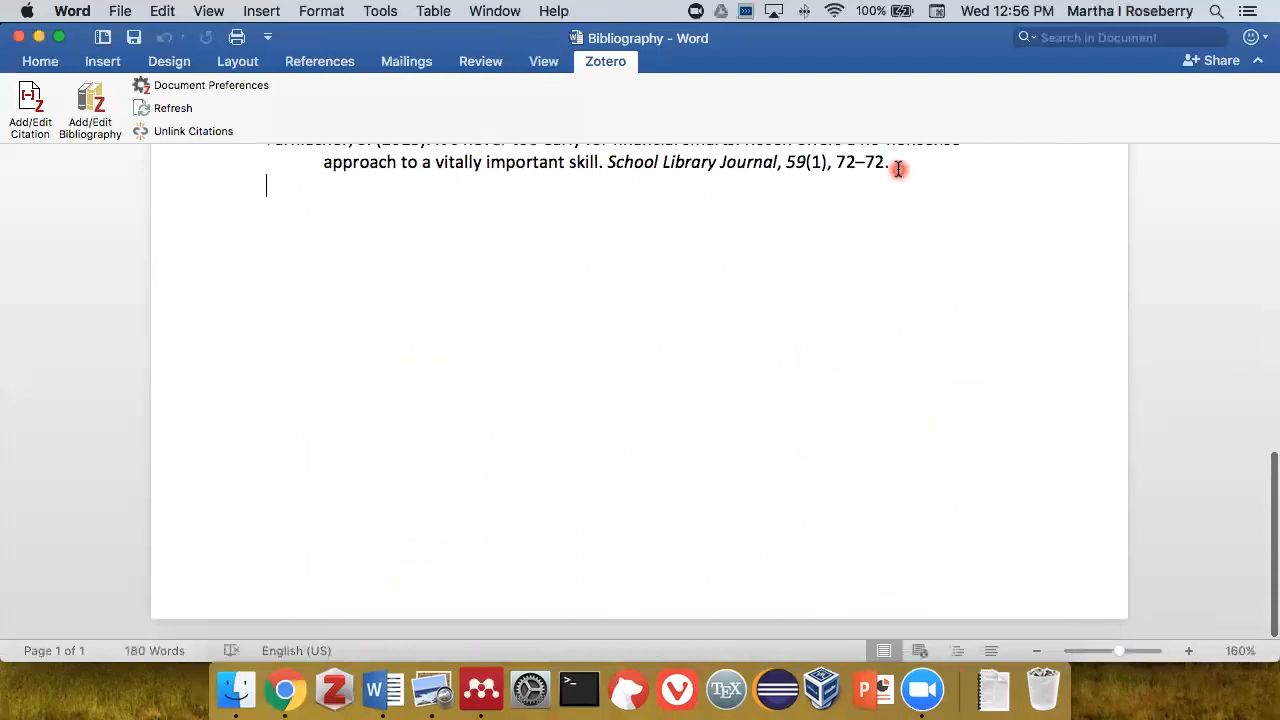 Word File Edit View Insert Format Tools Table Window Help 100% Wed 12:56 PM Martha I Roseberry
Bibliography - Word Search in Document
Home Insert Design Layout References Mailings Review View Zotero Share
Add/Edit Citation
Add/Edit Bibliography
Document Preferences
Refresh
Unlink Citations
approach to a vitally important skill. School Library Journal, 59(1), 72–72.
Page 1 of 1 180 Words English (US) 160%
Z W TEX P